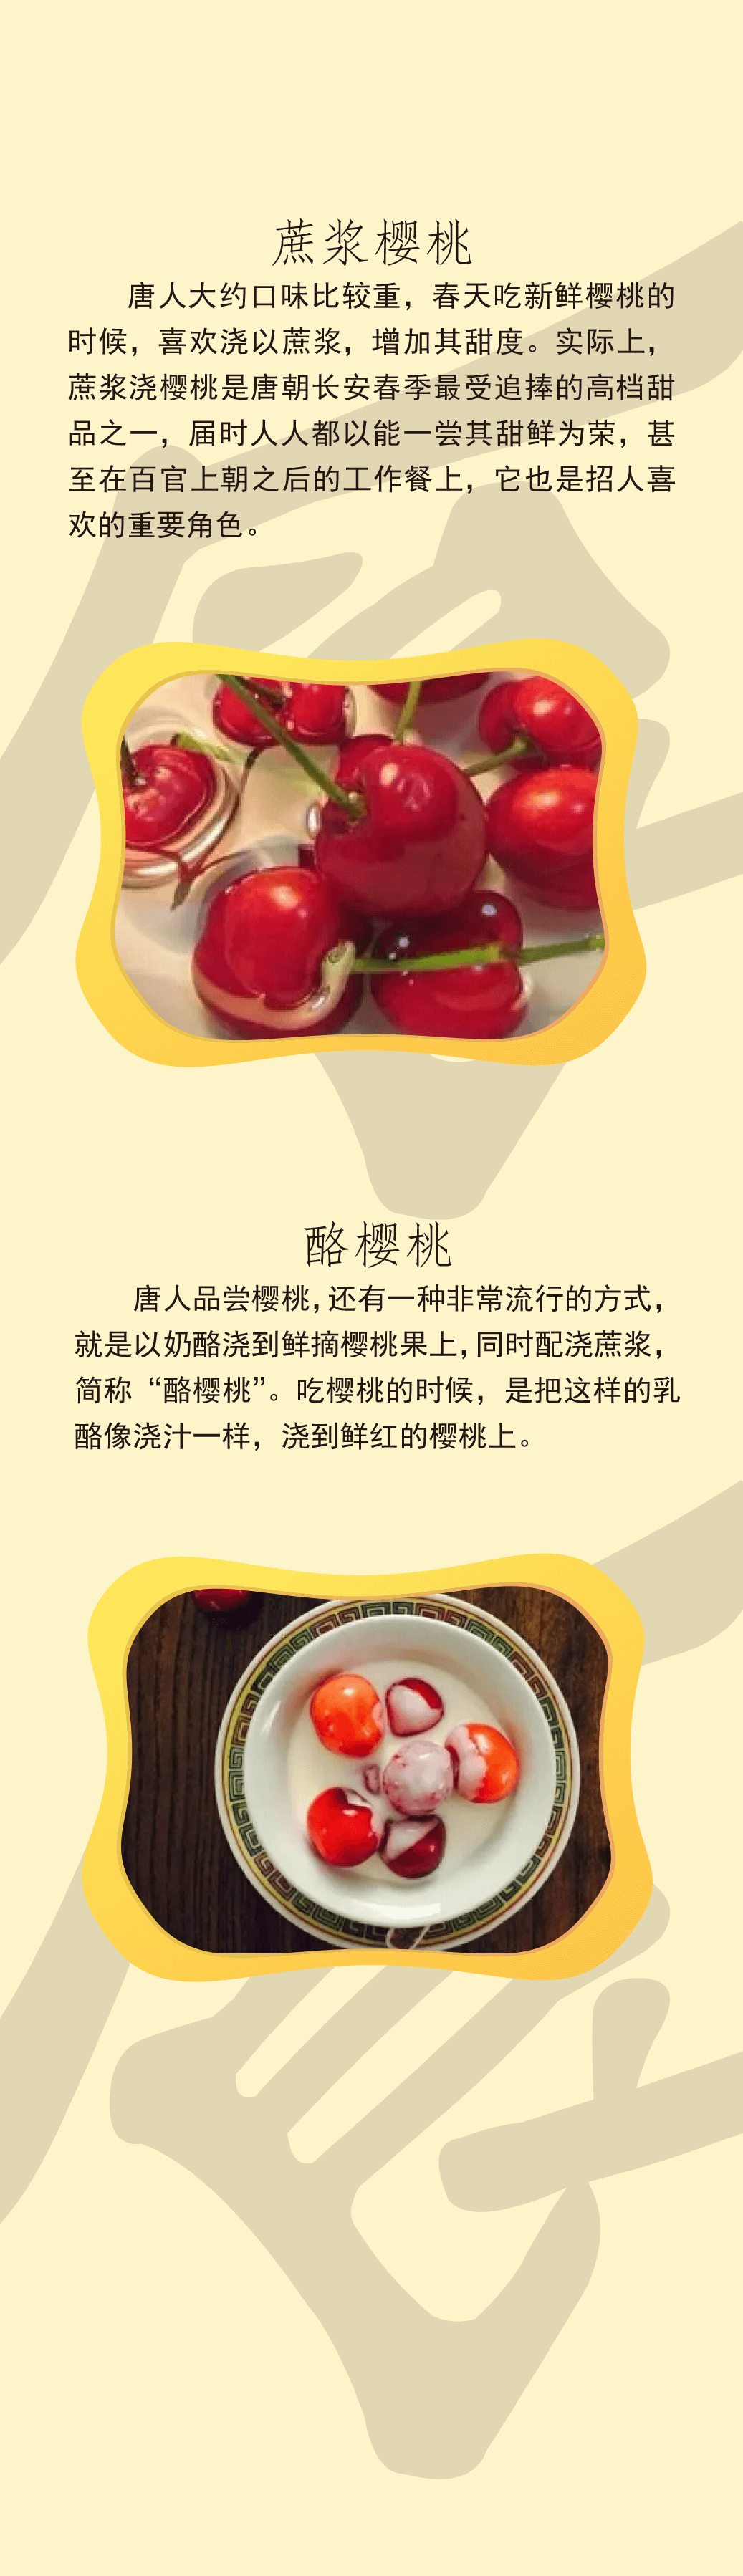 蔗浆樱桃
唐人大约口味比较重，春天吃新鲜樱桃的
时候，喜欢浇以蔗浆，增加其甜度。实际上，
蔗浆浇樱桃是唐朝长安春季最受追捧的高档甜
品之一，届时人人都以能一尝其甜鲜为荣，甚
至在百官上朝之后的工作餐上，它也是招人喜
欢的重要角色。
酪樱桃
唐人品尝樱桃，还有一种非常流行的方式，
就是以奶酪浇到鲜摘樱桃果上，同时配浇蔗浆，
简称“酪樱桃”。吃樱桃的时候，是把这样的乳
酪像浇汁一样，浇到鲜红的樱桃上。